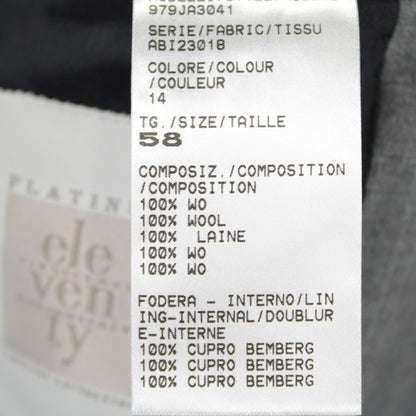 979JA3041
SERIE/FABRIC/TISSU
ABI23018
COLORE/COLOUR
/COULEUR
14
TG./SIZE/TAILLE
58
COMPOSIZ./COMPOSITION
/COMPOSITION
100% WO
100% WOOL
100% LAINE
100% WO
100% WO
FODERA - INTERNO/LIN
ING-INTERNAL/DOUBLUR
E-INTERNE
100% CUPRO BEMBERG
100% CUPRO BEMBERG
100% CUPRO BEMBERG
ele
ven
ty